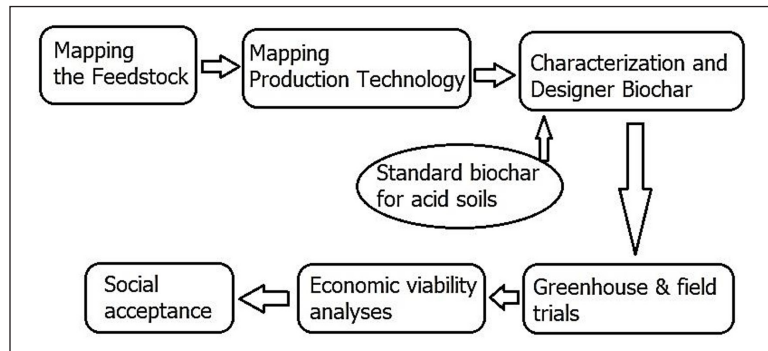 Mapping
the Feedstock
Mapping
Production Technology
Characterization and
Designer Biochar
Standard biochar
for acid soils
Greenhouse & field
trials
Economic viability
analyses
Social
acceptance